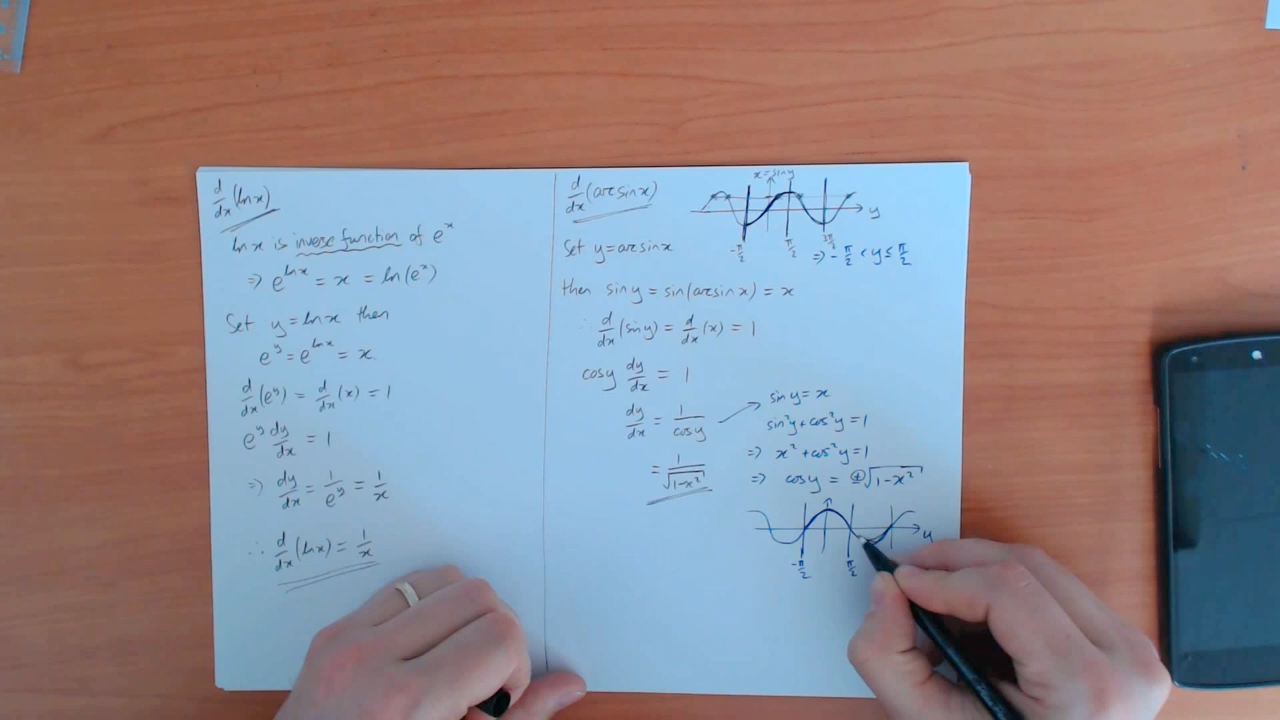 d/dx (ln x)
ln x is inverse function of eˣ
⇒ e^(ln x) = x = ln(eˣ)
Set y = ln x then
e^y = e^(ln x) = x.
d/dx (e^y) = d/dx (x) = 1
e^y dy/dx = 1
⇒ dy/dx = 1/e^y = 1/x
∴ d/dx (ln x) = 1/x
d/dx (arcsin x)
x = sin y
y
-π/2 π/2 3π/2
Set y = arcsin x
⇒ -π/2 < y ≤ π/2
then sin y = sin(arcsin x) = x
∴ d/dx (sin y) = d/dx (x) = 1
cos y dy/dx = 1
dy/dx = 1/cos y
= 1/√(1-x²)
sin y = x
sin²y + cos²y = 1
⇒ x² + cos²y = 1
⇒ cos y = ±√(1-x²)
y
-π/2 π/2